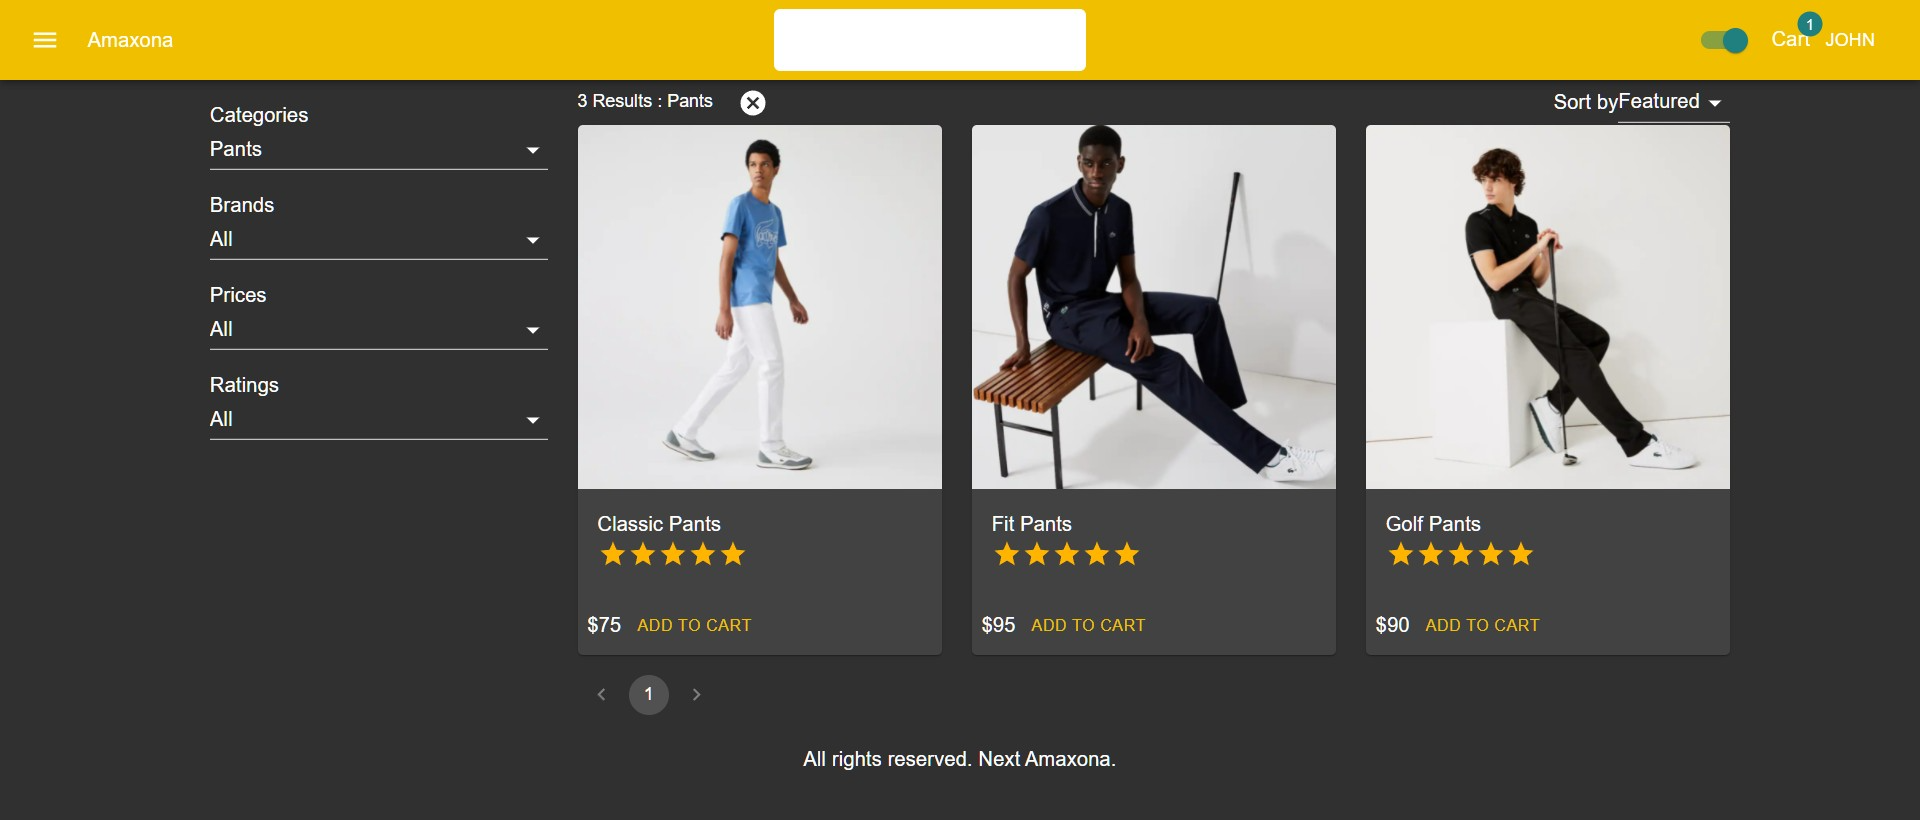 Amaxona
Cart 1
JOHN
Categories
Pants
Brands
All
Prices
All
Ratings
All
3 Results : Pants
Sort by Featured
Classic Pants
$75 ADD TO CART
Fit Pants
$95 ADD TO CART
Golf Pants
$90 ADD TO CART
1
All rights reserved. Next Amaxona.